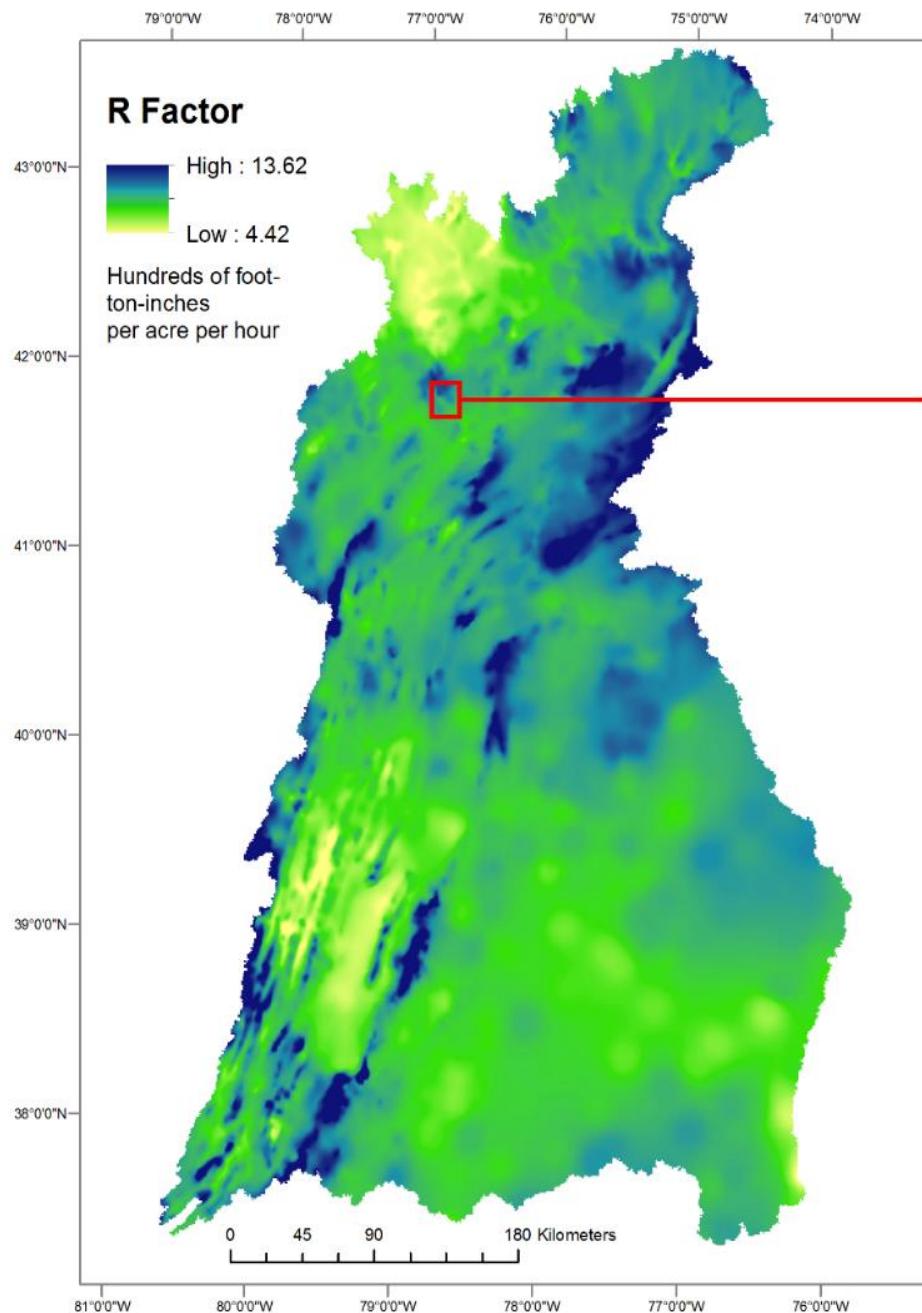 79°0'0"W 78°0'0"W 77°0'0"W 76°0'0"W 75°0'0"W 74°0'0"W
R Factor
High : 13.62
Low : 4.42
Hundreds of foot-
ton-inches
per acre per hour
43°0'0"N
42°0'0"N
41°0'0"N
40°0'0"N
39°0'0"N
38°0'0"N
0 45 90 180 Kilometers
81°0'0"W 80°0'0"W 79°0'0"W 78°0'0"W 77°0'0"W 76°0'0"W